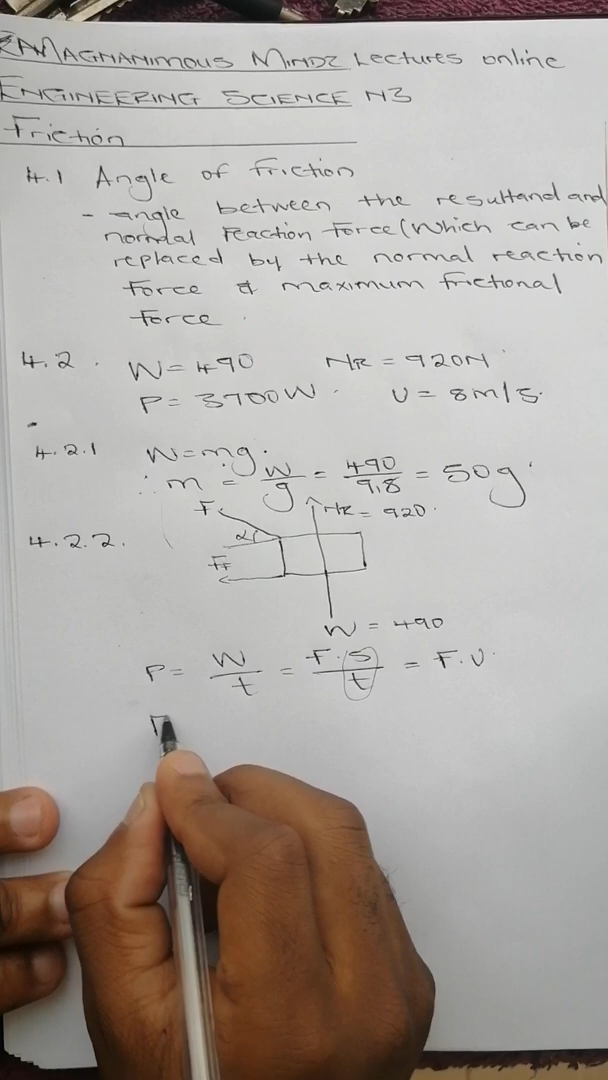 MAGNANIMOUS MINDZ Lectures online
ENGINEERING SCIENCE N3
Friction
4.1 Angle of friction
- angle between the resultand and
normdal reaction force (Which can be
replaced by the normal reaction
force & maximum frictional
force.
4.2. W = 490 NR = 920N
P = 3700W. U = 8m/s.
4.2.1 W = mg.
∴ m = W/g = 490/9,8 = 50g
F NR = 920.
4.2.2. α
Fr
W = 490
P = W/t = F.S/t = F.U.